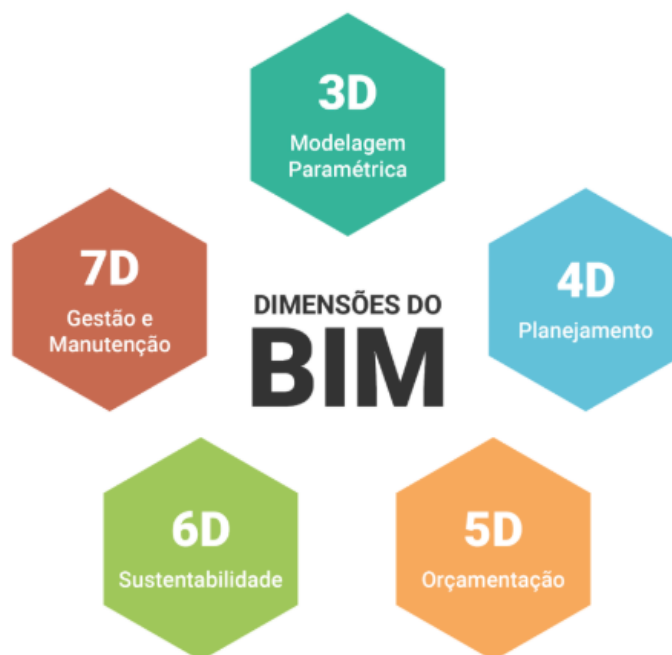 3D
Modelagem
Paramétrica
7D
Gestão e
Manutenção
DIMENSÕES DO
BIM
4D
Planejamento
6D
Sustentabilidade
5D
Orçamentação